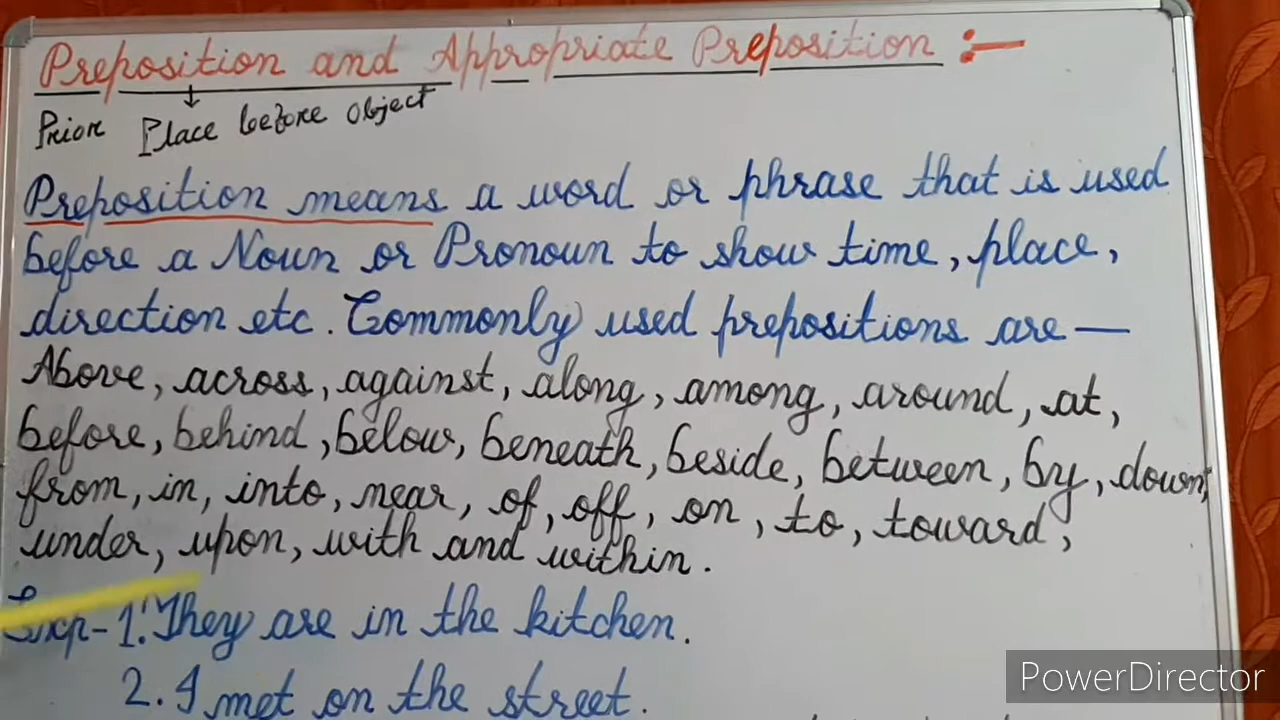 Preposition and Appropriate Preposition :—
Prior Place before object
Preposition means a word or phrase that is used
before a Noun or Pronoun to show time, place,
direction etc. Commonly used prepositions are —
Above, across, against, along, among, around, at,
before, behind, below, beneath, beside, between, by, down,
from, in, into, near, of, off, on, to, toward,
under, upon, with and within.
Exp- 1. They are in the kitchen.
2. I met on the street.
PowerDirector